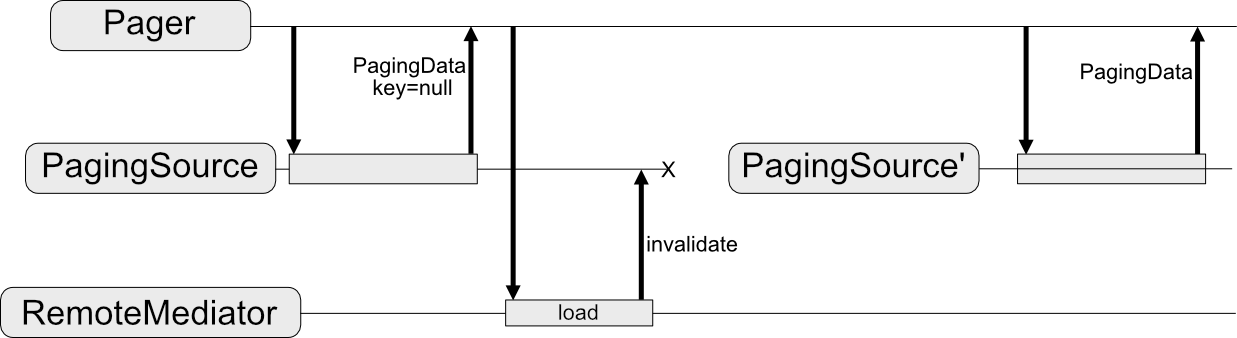 Pager
PagingData
key=null
PagingData
PagingSource
X
PagingSource'
invalidate
load
RemoteMediator